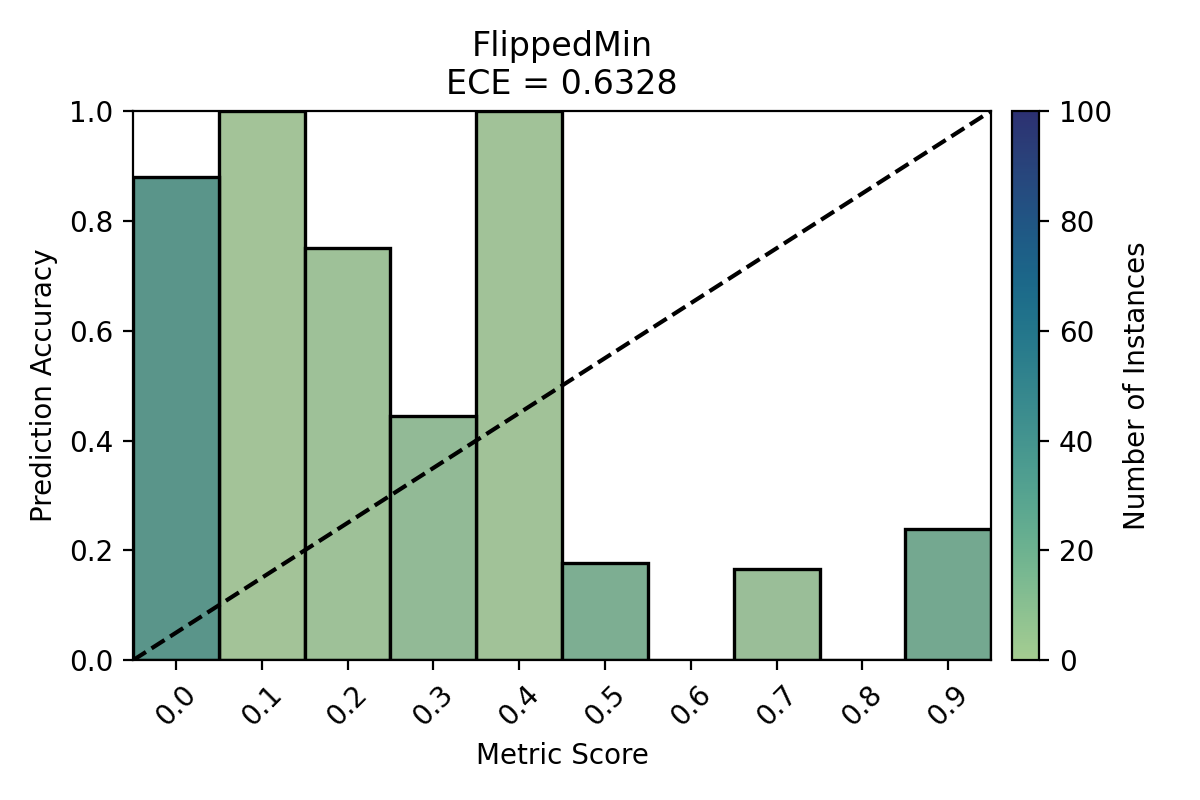 FlippedMin
ECE = 0.6328
1.0
0.8
0.6
0.4
0.2
0.0
Prediction Accuracy
0.0 0.1 0.2 0.3 0.4 0.5 0.6 0.7 0.8 0.9
Metric Score
100
80
60
40
20
0
Number of Instances